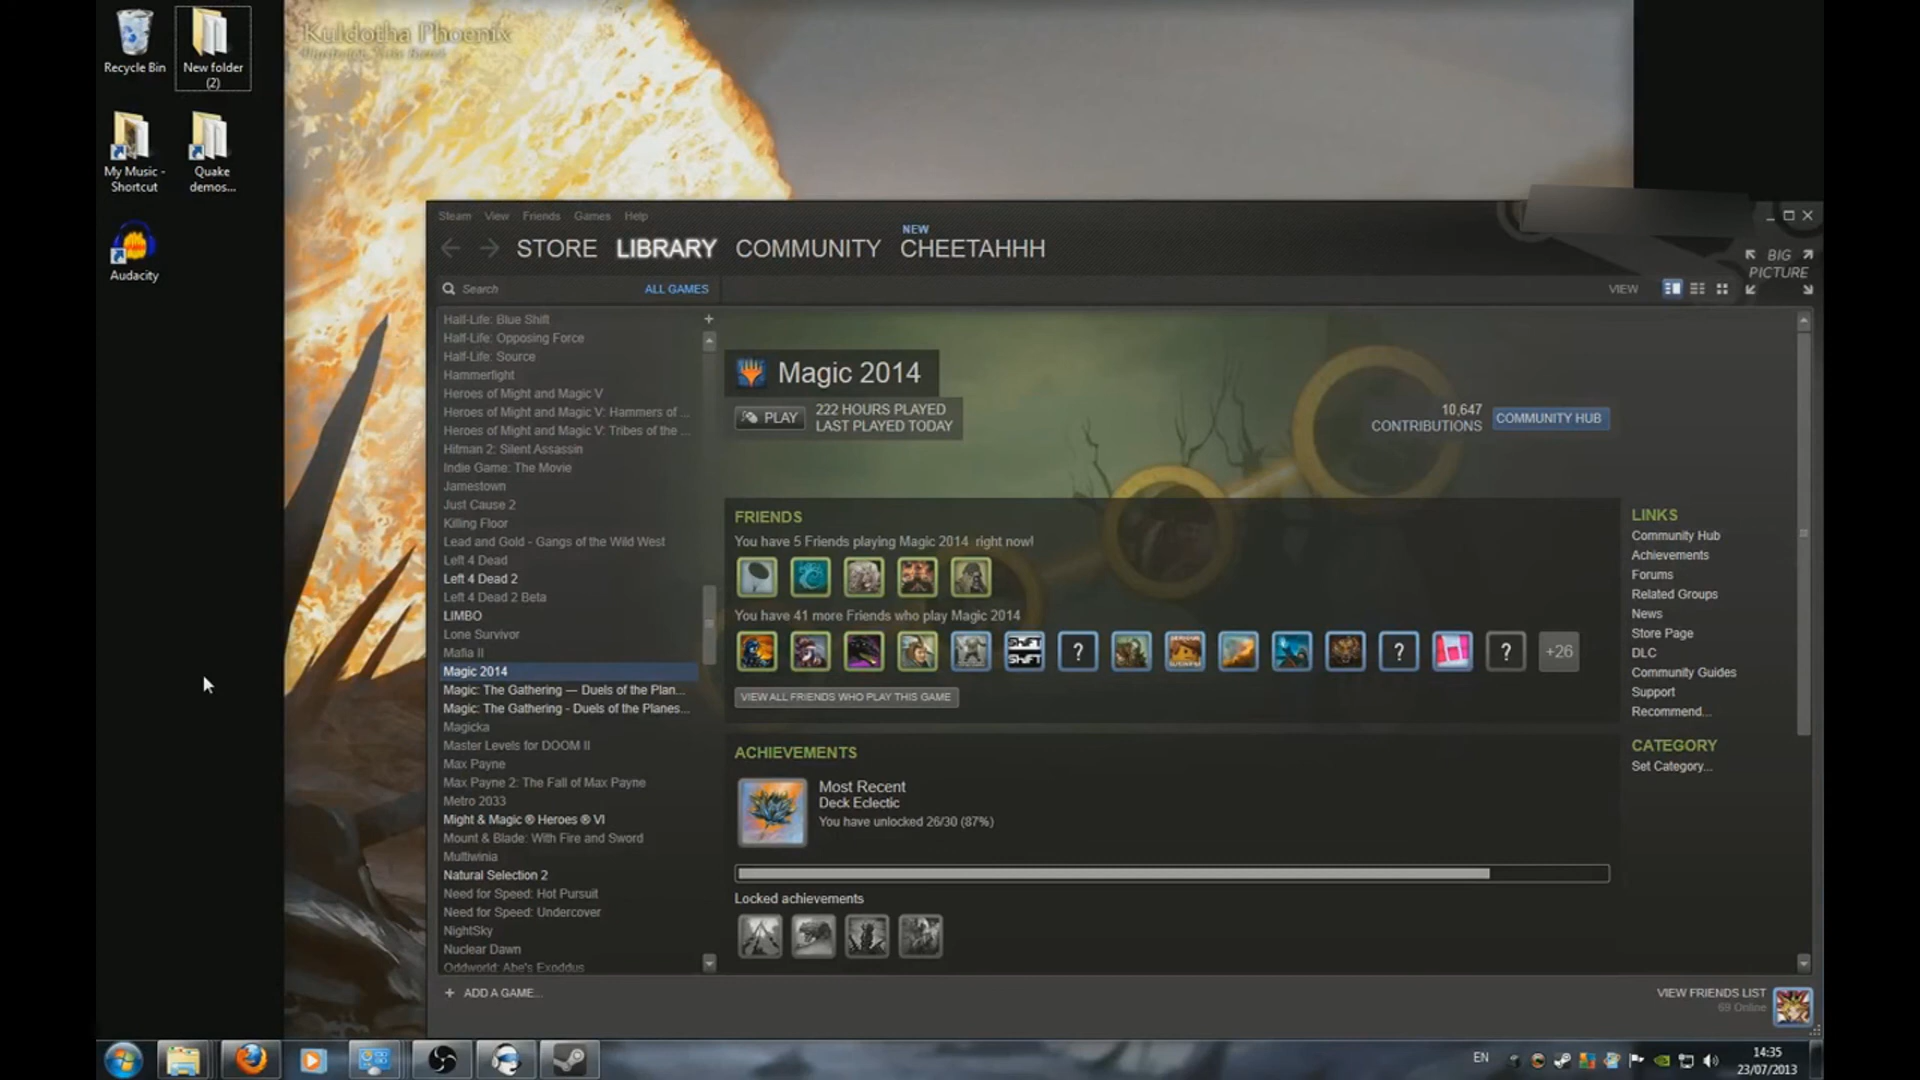 Recycle Bin
New folder
(2)
My Music -
Shortcut
Quake
demos...
Audacity
Kuldotha Phoenix
Steam View Friends Games Help
STORE LIBRARY COMMUNITY NEW CHEETAHHH
BIG
PICTURE
Search
ALL GAMES
VIEW
Half-Life: Blue Shift
Half-Life: Opposing Force
Half-Life: Source
Hammerfight
Heroes of Might and Magic V
Heroes of Might and Magic V: Hammers of ...
Heroes of Might and Magic V: Tribes of the ...
Hitman 2: Silent Assassin
Indie Game: The Movie
Jamestown
Just Cause 2
Killing Floor
Lead and Gold - Gangs of the Wild West
Left 4 Dead
Left 4 Dead 2
Left 4 Dead 2 Beta
LIMBO
Lone Survivor
Mafia II
Magic 2014
Magic: The Gathering — Duels of the Plan...
Magic: The Gathering - Duels of the Planes...
Magicka
Master Levels for DOOM II
Max Payne
Max Payne 2: The Fall of Max Payne
Metro 2033
Might & Magic ® Heroes ® VI
Mount & Blade: With Fire and Sword
Multiwinia
Natural Selection 2
Need for Speed: Hot Pursuit
Need for Speed: Undercover
NightSky
Nuclear Dawn
Oddworld: Abe's Exoddus
+ ADD A GAME...
Magic 2014
PLAY
222 HOURS PLAYED
LAST PLAYED TODAY
10,647
CONTRIBUTIONS
COMMUNITY HUB
FRIENDS
You have 5 Friends playing Magic 2014 right now!
You have 41 more Friends who play Magic 2014
SHIFT
SHIFT
?
SERIOUS
BUSINESS
?
?
+26
VIEW ALL FRIENDS WHO PLAY THIS GAME
ACHIEVEMENTS
Most Recent
Deck Eclectic
You have unlocked 26/30 (87%)
Locked achievements
LINKS
Community Hub
Achievements
Forums
Related Groups
News
Store Page
DLC
Community Guides
Support
Recommend...
CATEGORY
Set Category...
VIEW FRIENDS LIST
69 Online
EN
14:35
23/07/2013